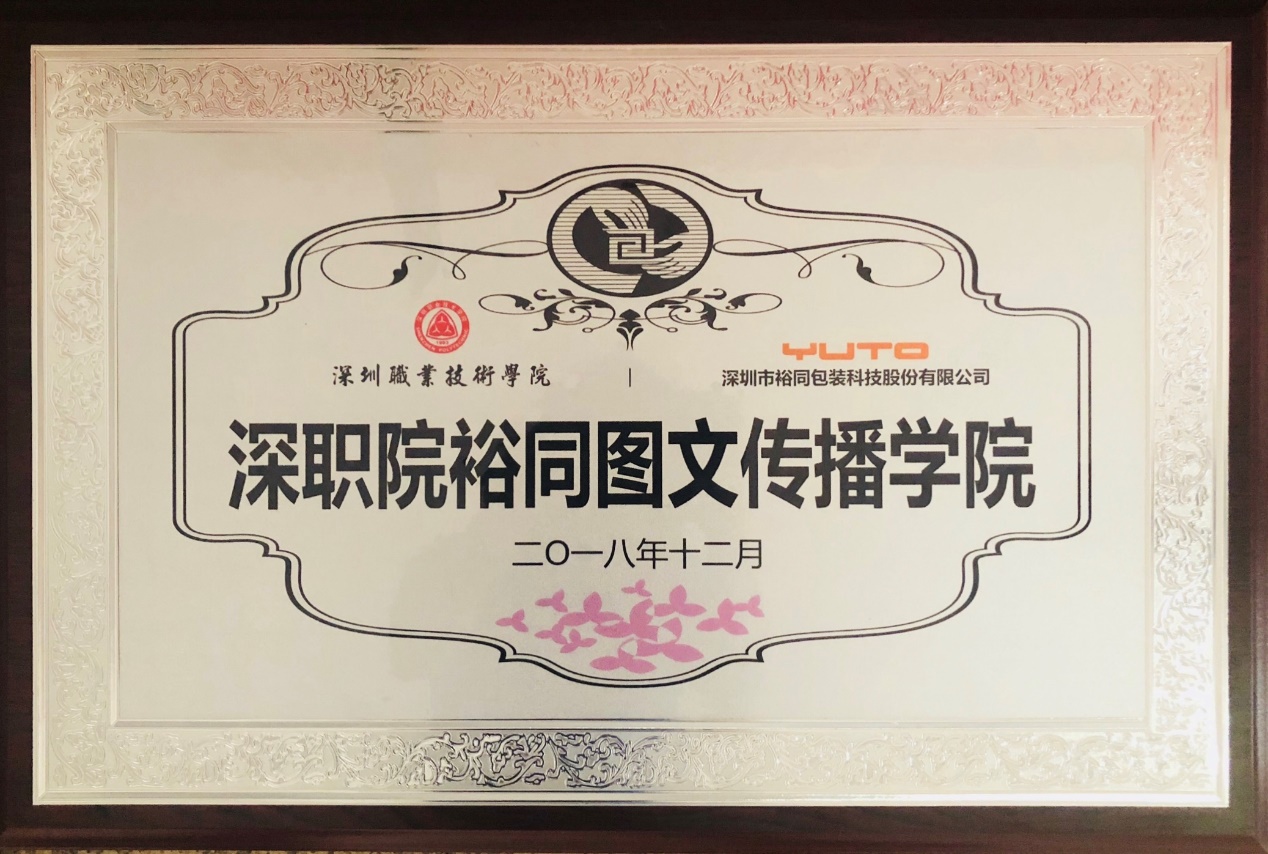 深圳職業技術學院
YUTO
深圳市裕同包装科技股份有限公司
深职院裕同图文传播学院
二〇一八年十二月